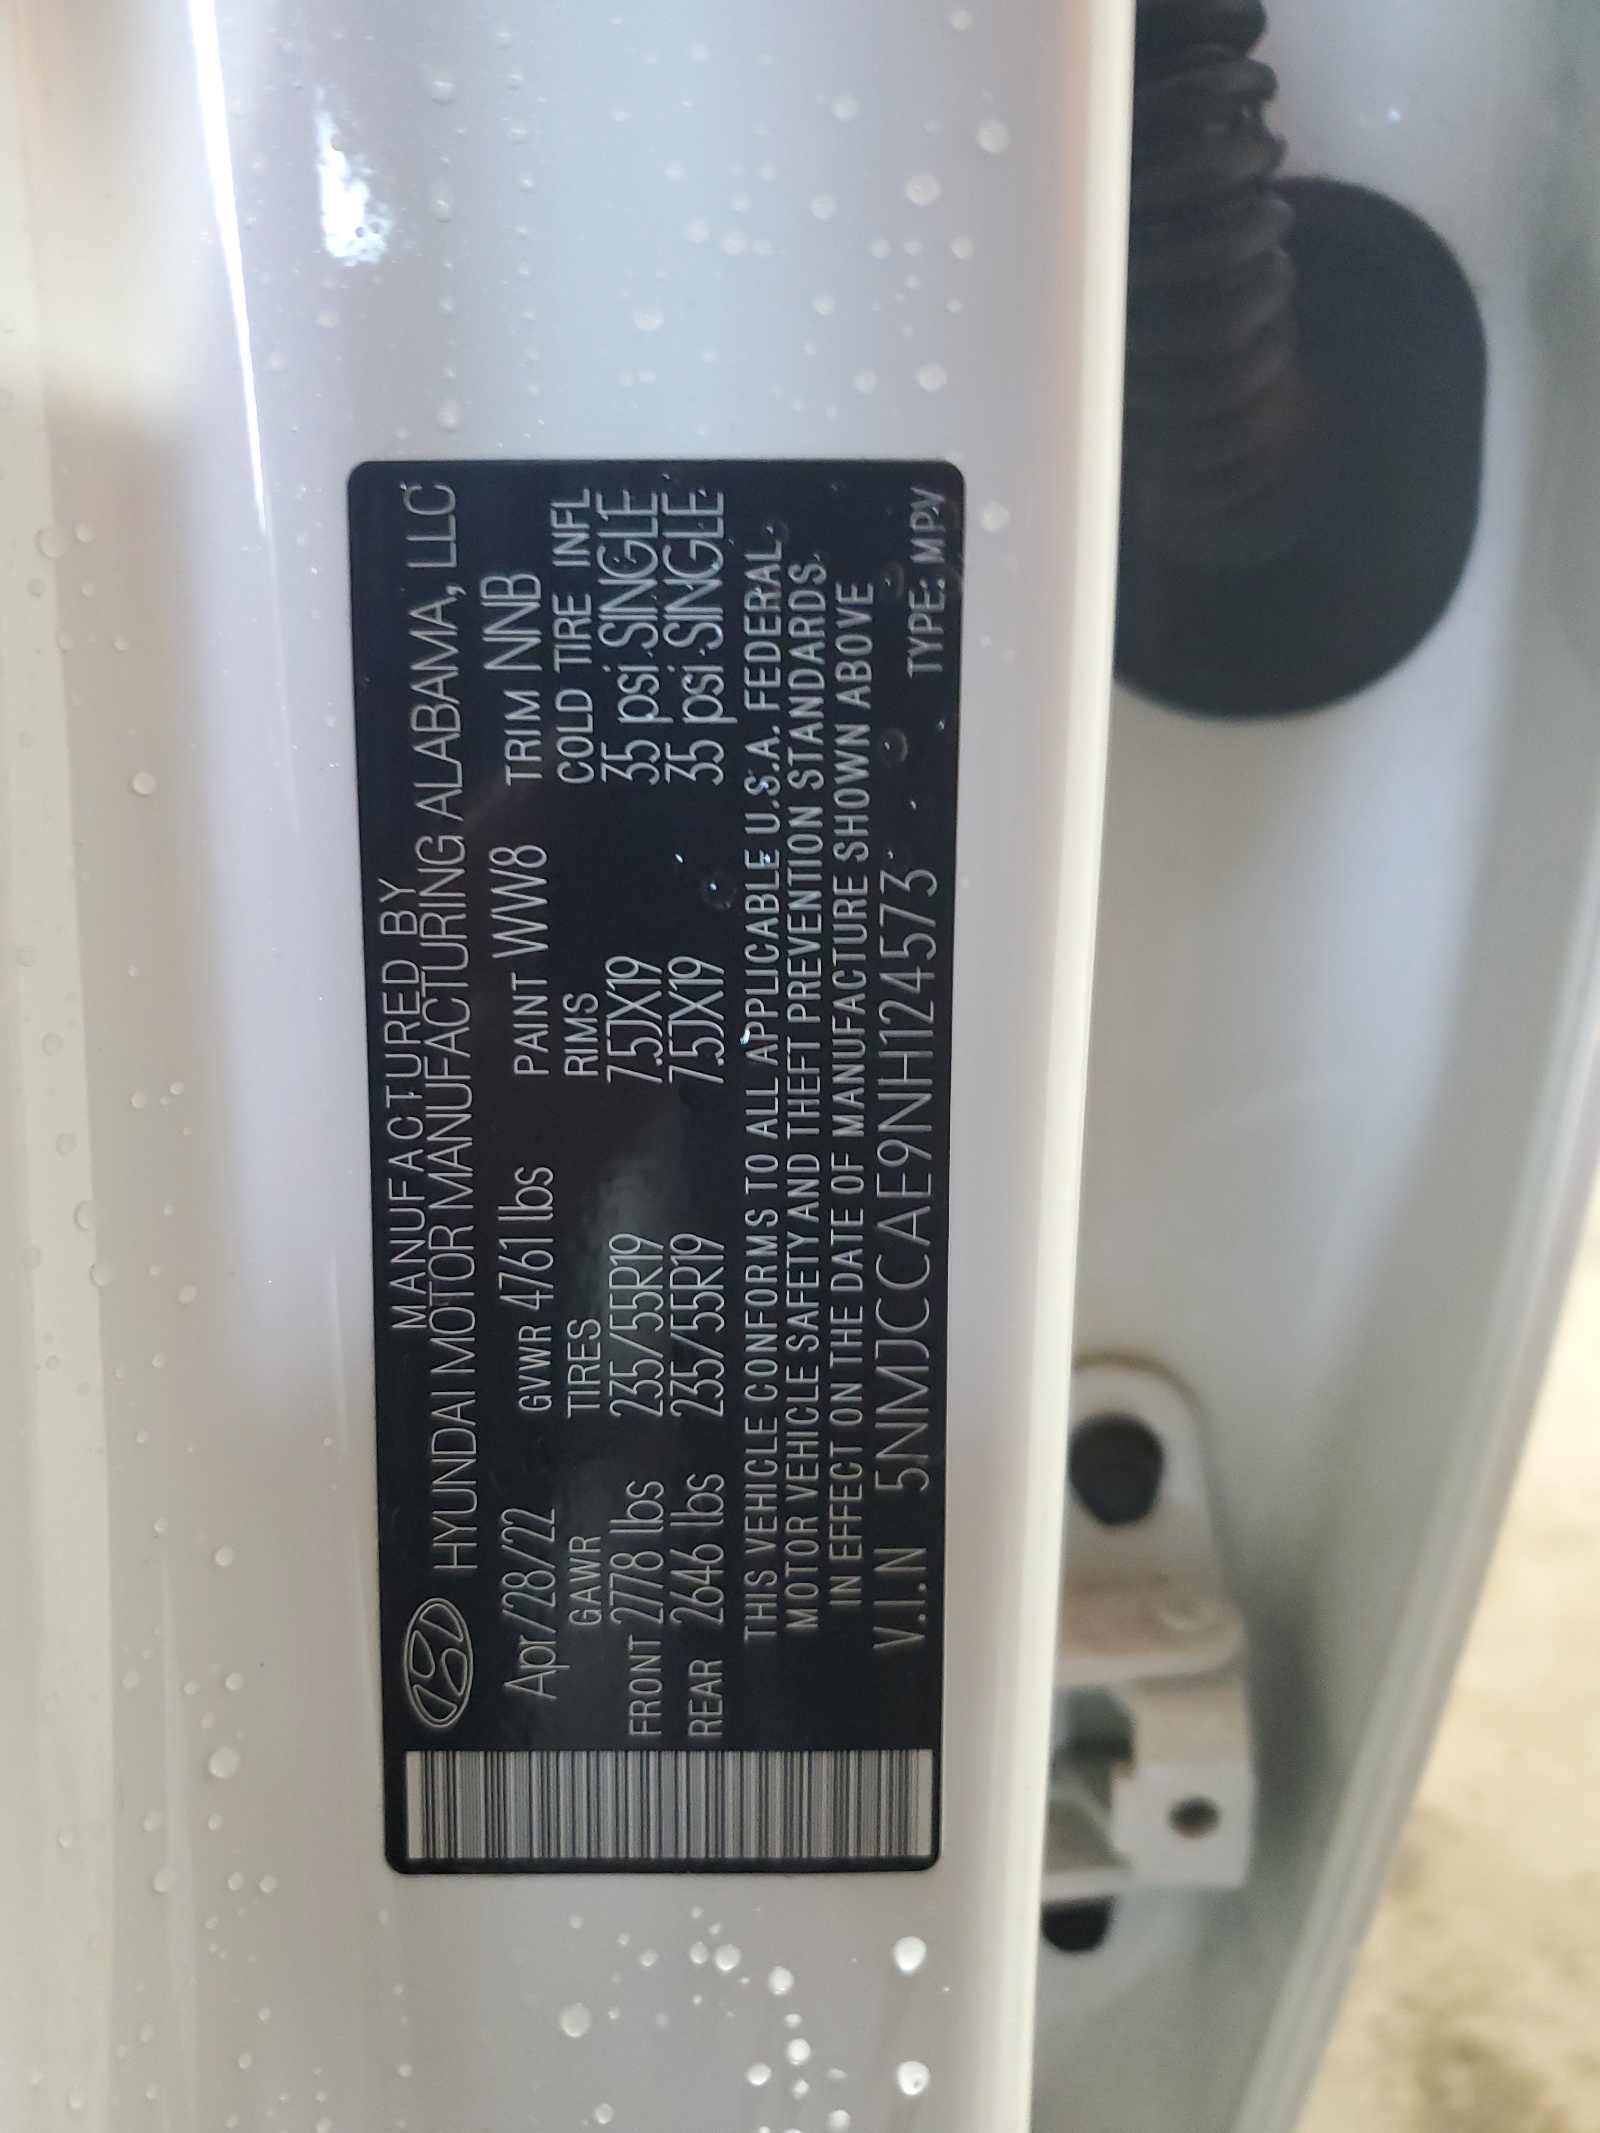 MANUFACTURED BY
HYUNDAI MOTOR MANUFACTURING ALABAMA, LLC
Apr/28/22 GVWR 4761 lbs PAINT WW8 TRIM NNB
GAWR TIRES RIMS COLD TIRE INFL
FRONT 2778 lbs 235/55R19 7.5JX19 35 psi SINGLE
REAR 2646 lbs 235/55R19 7.5JX19 35 psi SINGLE
THIS VEHICLE CONFORMS TO ALL APPLICABLE U.S.A. FEDERAL
MOTOR VEHICLE SAFETY AND THEFT PREVENTION STANDARDS
IN EFFECT ON THE DATE OF MANUFACTURE SHOWN ABOVE
V.I.N 5NMJCCAE9NH124573 TYPE: MPV